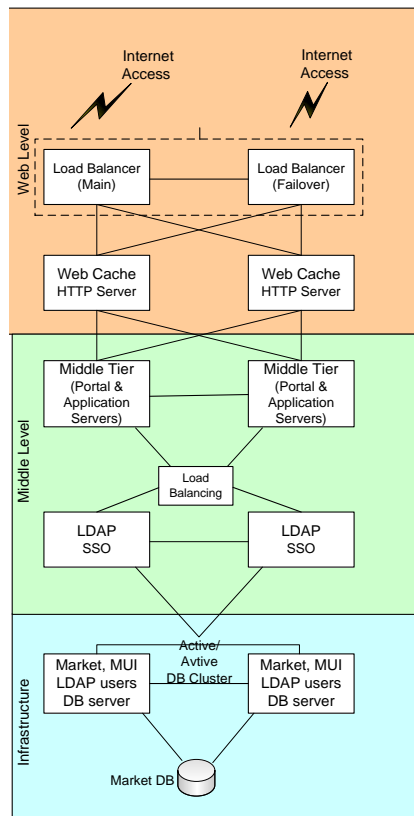 Internet
Access
Internet
Access
Web Level
Load Balancer
(Main)
Load Balancer
(Failover)
Web Cache
HTTP Server
Web Cache
HTTP Server
Middle Level
Middle Tier
(Portal &
Application
Servers)
Middle Tier
(Portal &
Application
Servers)
Load
Balancing
LDAP
SSO
LDAP
SSO
Infrastructure
Active/
Avtive
DB Cluster
Market, MUI
LDAP users
DB server
Market, MUI
LDAP users
DB server
Market DB